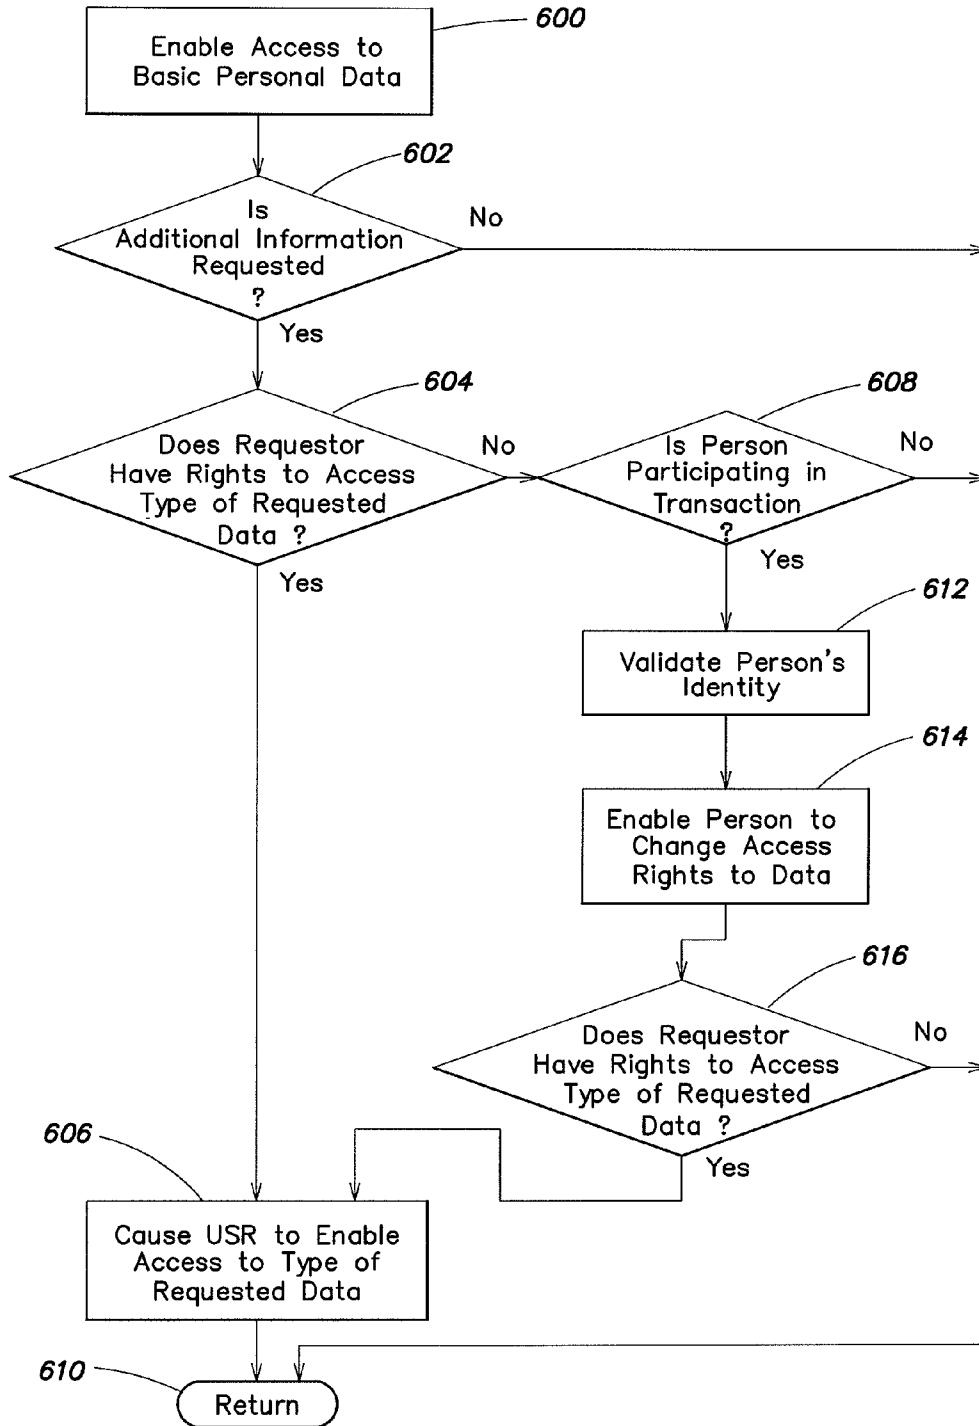 600
Enable Access to
Basic Personal Data
602
Is
Additional Information
Requested
?
No
Yes
604
Does Requestor
Have Rights to Access
Type of Requested
Data ?
No
Yes
608
Is Person
Participating in
Transaction
?
No
Yes
612
Validate Person's
Identity
614
Enable Person to
Change Access
Rights to Data
616
Does Requestor
Have Rights to Access
Type of Requested
Data ?
No
Yes
606
Cause USR to Enable
Access to Type of
Requested Data
610
Return